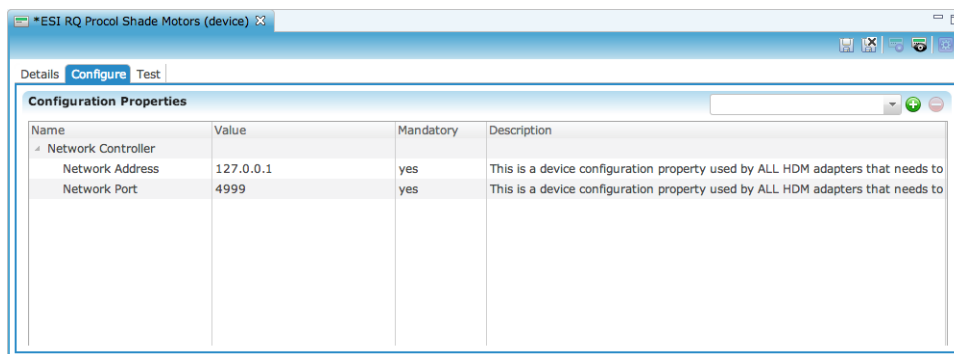 *ESI RQ Procol Shade Motors (device)
Details Configure Test
Configuration Properties
Name Value Mandatory Description
Network Controller
Network Address 127.0.0.1 yes This is a device configuration property used by ALL HDM adapters that needs to
Network Port 4999 yes This is a device configuration property used by ALL HDM adapters that needs to